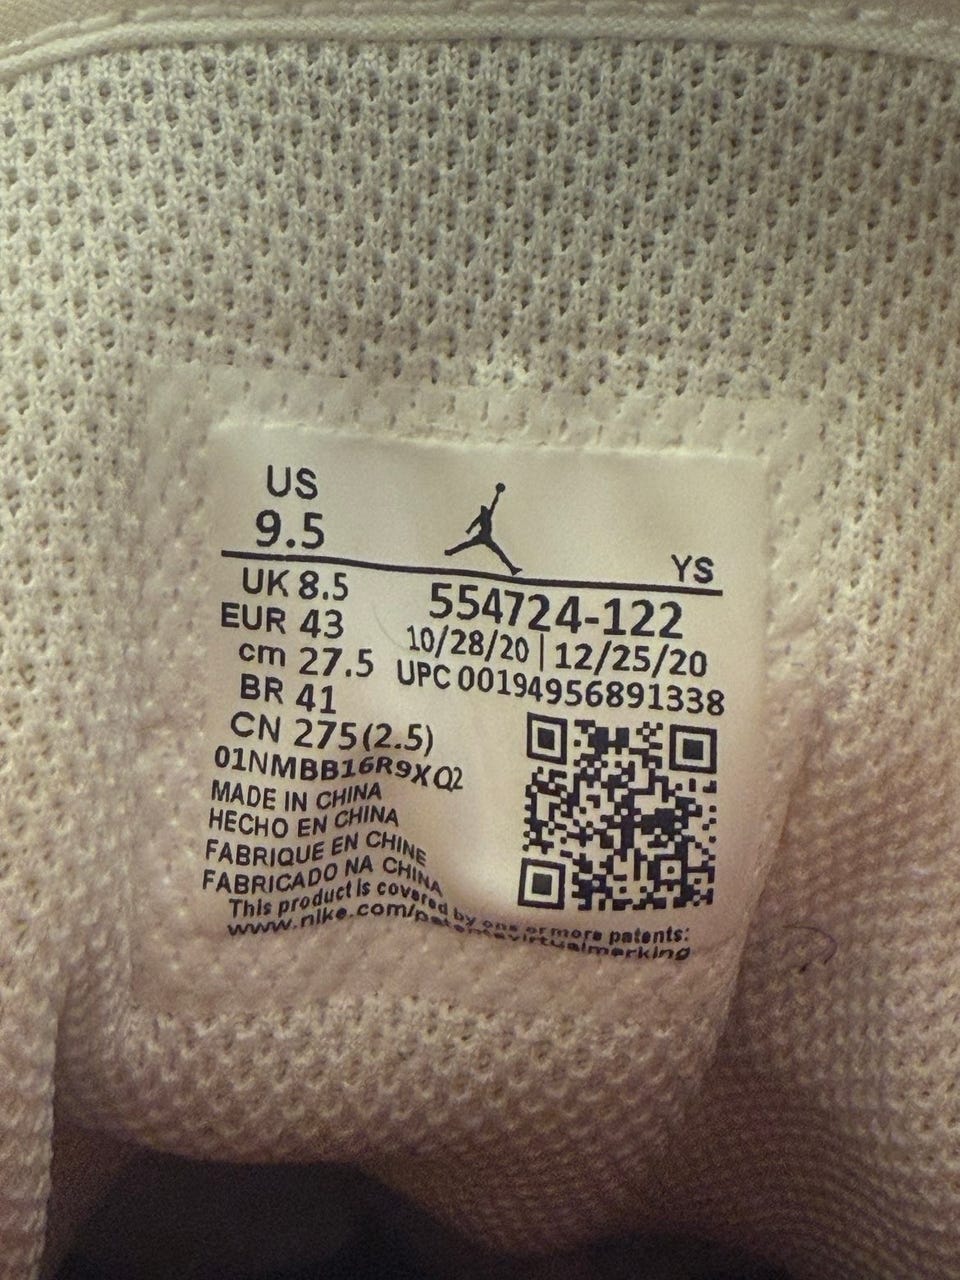 US
9.5
YS
UK 8.5
EUR 43
cm 27.5
BR 41
CN 275(2.5)
554724-122
10/28/20 | 12/25/20
UPC 00194956891338
01NMBB16R9XQ2
MADE IN CHINA
HECHO EN CHINA
FABRIQUE EN CHINE
FABRICADO NA CHINA
This product is covered by one or more patents:
www.nike.com/patentsvirtualmarking